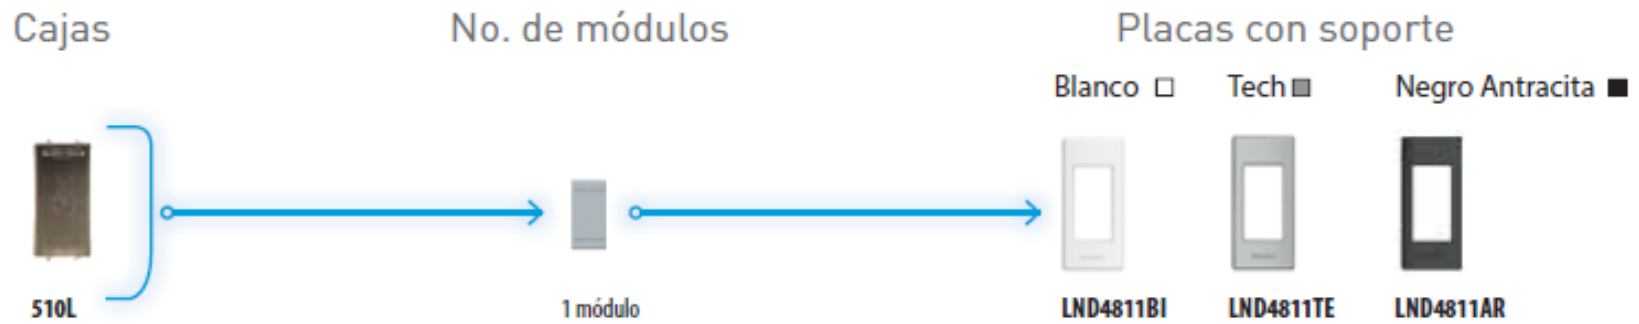 Cajas No. de módulos Placas con soporte
Blanco Tech Negro Antracita
510L 1 módulo LND4811BI LND4811TE LND4811AR